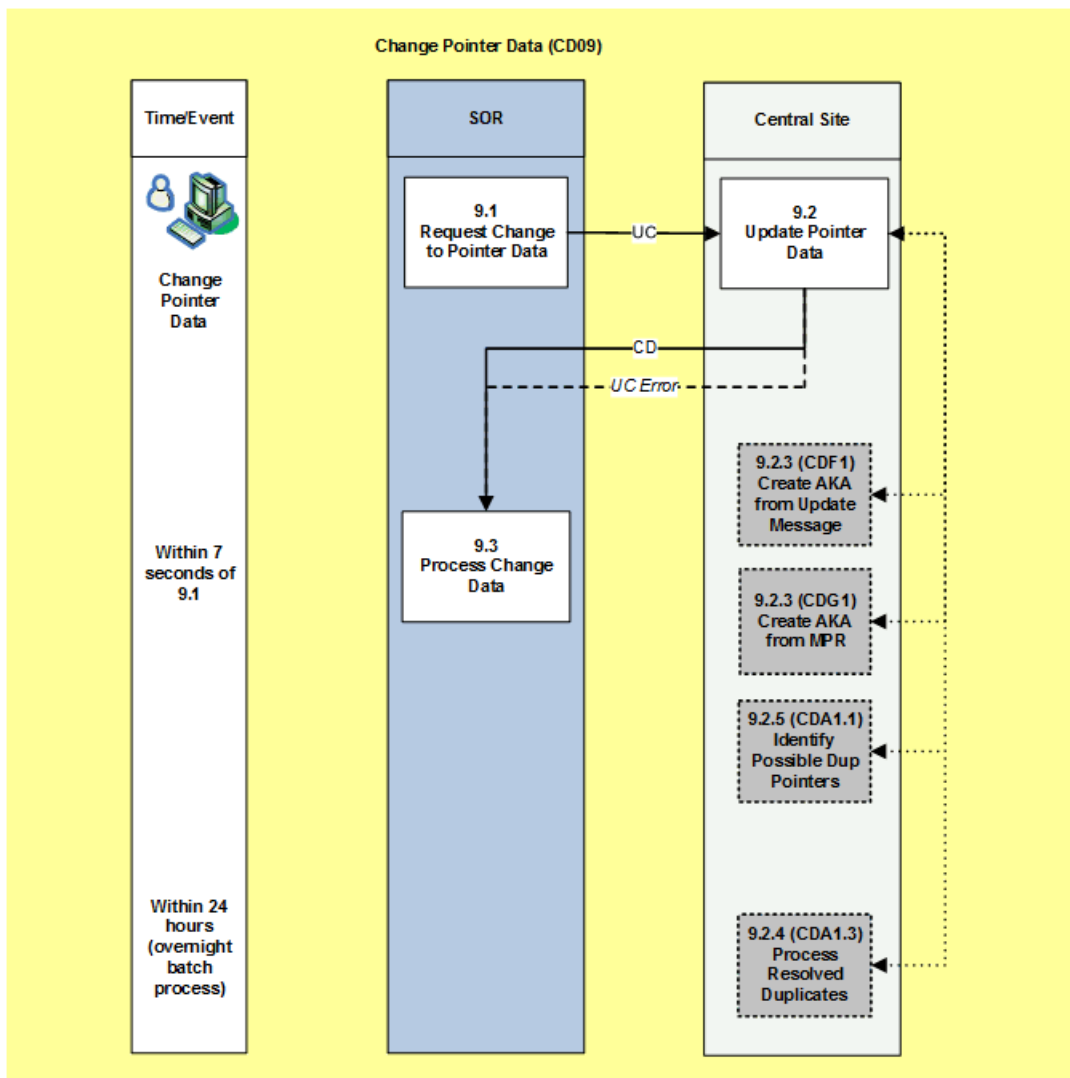 Change Pointer Data (CD09)
Time/Event
SOR
Central Site
Change
Pointer
Data
9.1
Request Change
to Pointer Data
UC
9.2
Update Pointer
Data
CD
UC Error
9.2.3 (CDF1)
Create AKA
from Update
Message
Within 7
seconds of
9.1
9.3
Process Change
Data
9.2.3 (CDG1)
Create AKA
from MPR
9.2.5 (CDA1.1)
Identify
Possible Dup
Pointers
Within 24
hours
(overnight
batch
process)
9.2.4 (CDA1.3)
Process
Resolved
Duplicates